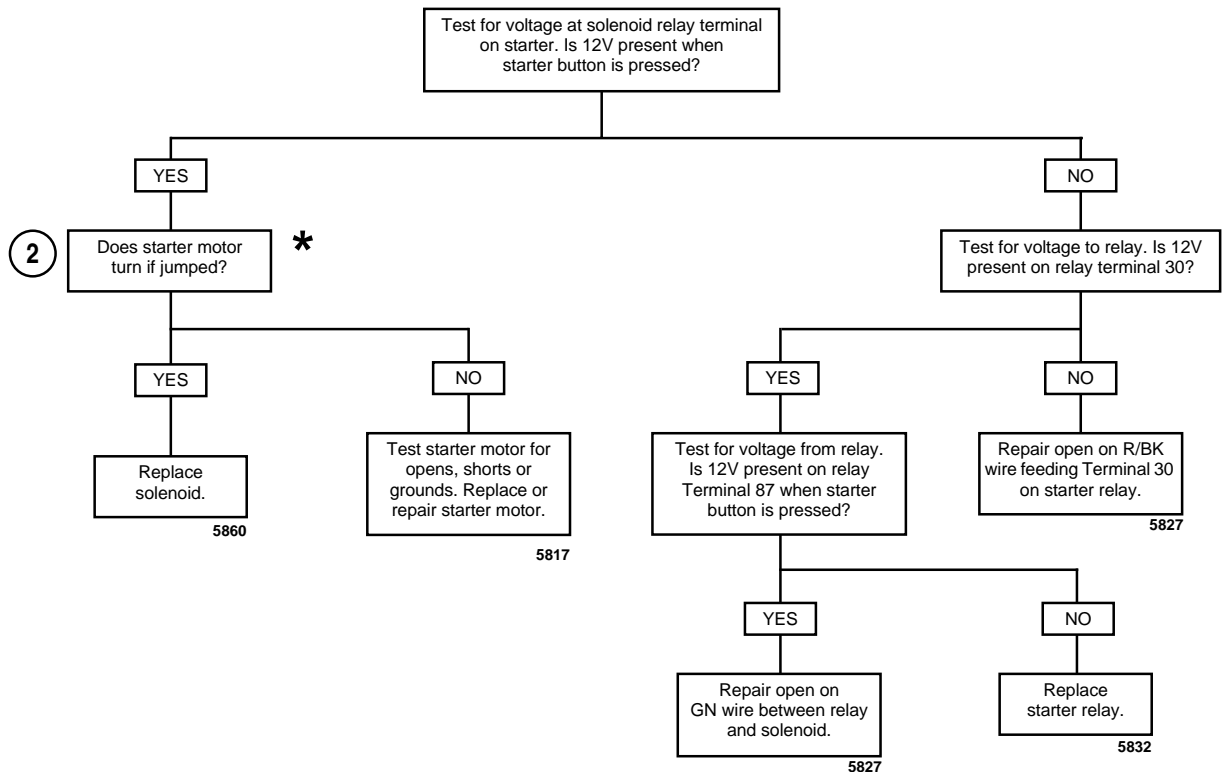 Test for voltage at solenoid relay terminal
on starter. Is 12V present when
starter button is pressed?
YES
NO
2
Does starter motor
turn if jumped?
*
Test for voltage to relay. Is 12V
present on relay terminal 30?
YES
NO
YES
NO
Replace
solenoid.
5860
Test starter motor for
opens, shorts or
grounds. Replace or
repair starter motor.
5817
Test for voltage from relay.
Is 12V present on relay
Terminal 87 when starter
button is pressed?
Repair open on R/BK
wire feeding Terminal 30
on starter relay.
5827
YES
NO
Repair open on
GN wire between relay
and solenoid.
5827
Replace
starter relay.
5832